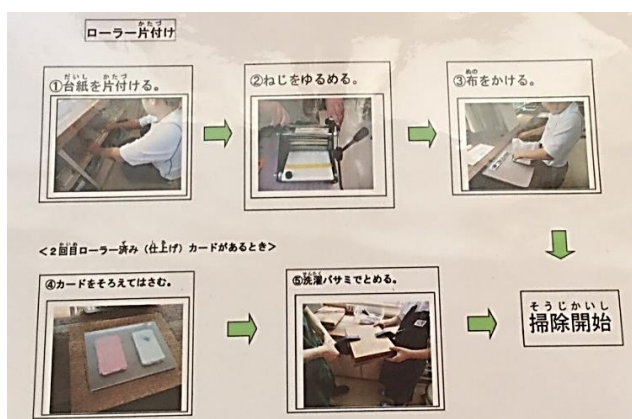 ローラー片付け
①台紙を片付ける。
②ねじをゆるめる。
③布をかける。
<2回目ローラー済み（仕上げ）カードがあるとき>
④カードをそろえてはさむ。
⑤洗濯バサミでとめる。
掃除開始